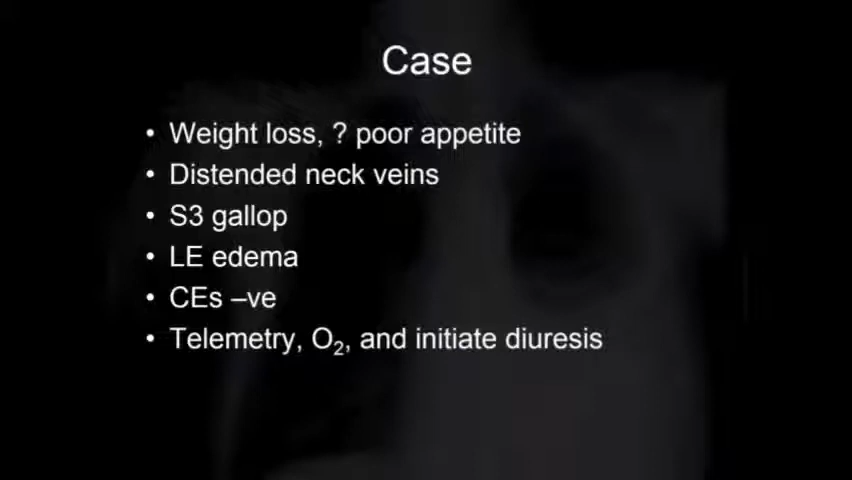 Case
• Weight loss, ? poor appetite
• Distended neck veins
• S3 gallop
• LE edema
• CEs –ve
• Telemetry, O₂, and initiate diuresis